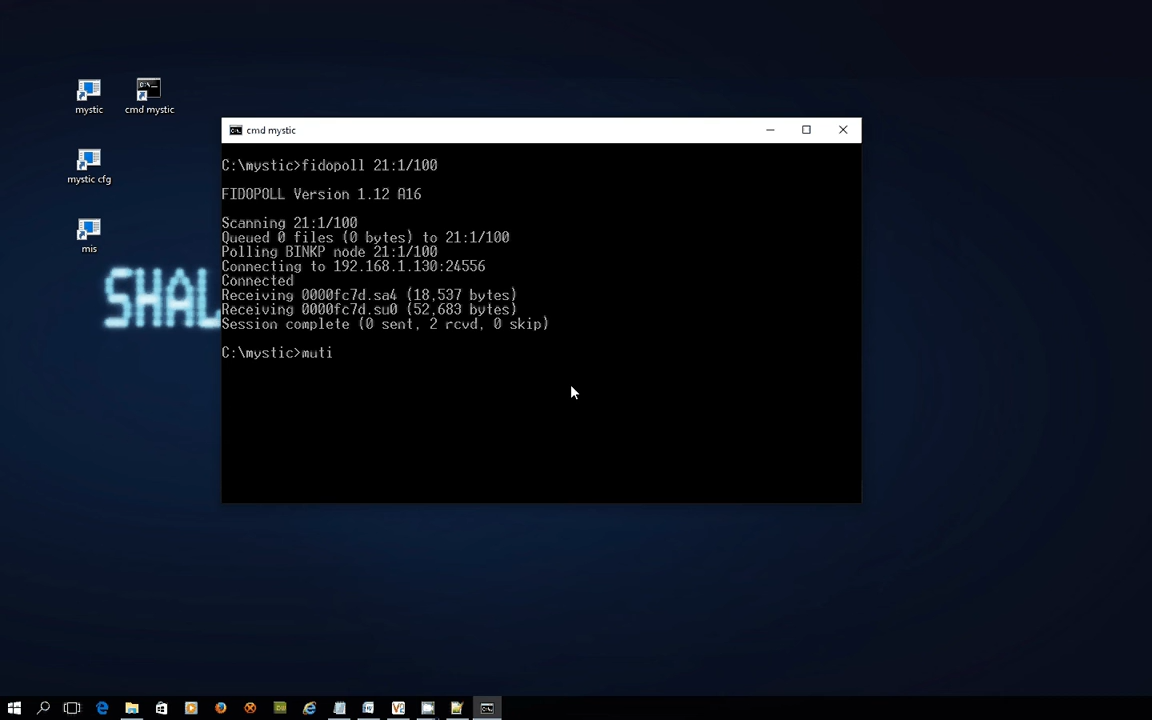 mystic
cmd mystic
mystic cfg
mis
SHAL
cmd mystic
C:\mystic>fidopoll 21:1/100
FIDOPOLL Version 1.12 A16
Scanning 21:1/100
Queued 0 files (0 bytes) to 21:1/100
Polling BINKP node 21:1/100
Connecting to 192.168.1.130:24556
Connected
Receiving 0000fc7d.sa4 (18,537 bytes)
Receiving 0000fc7d.su0 (52,683 bytes)
Session complete (0 sent, 2 rcvd, 0 skip)
C:\mystic>muti